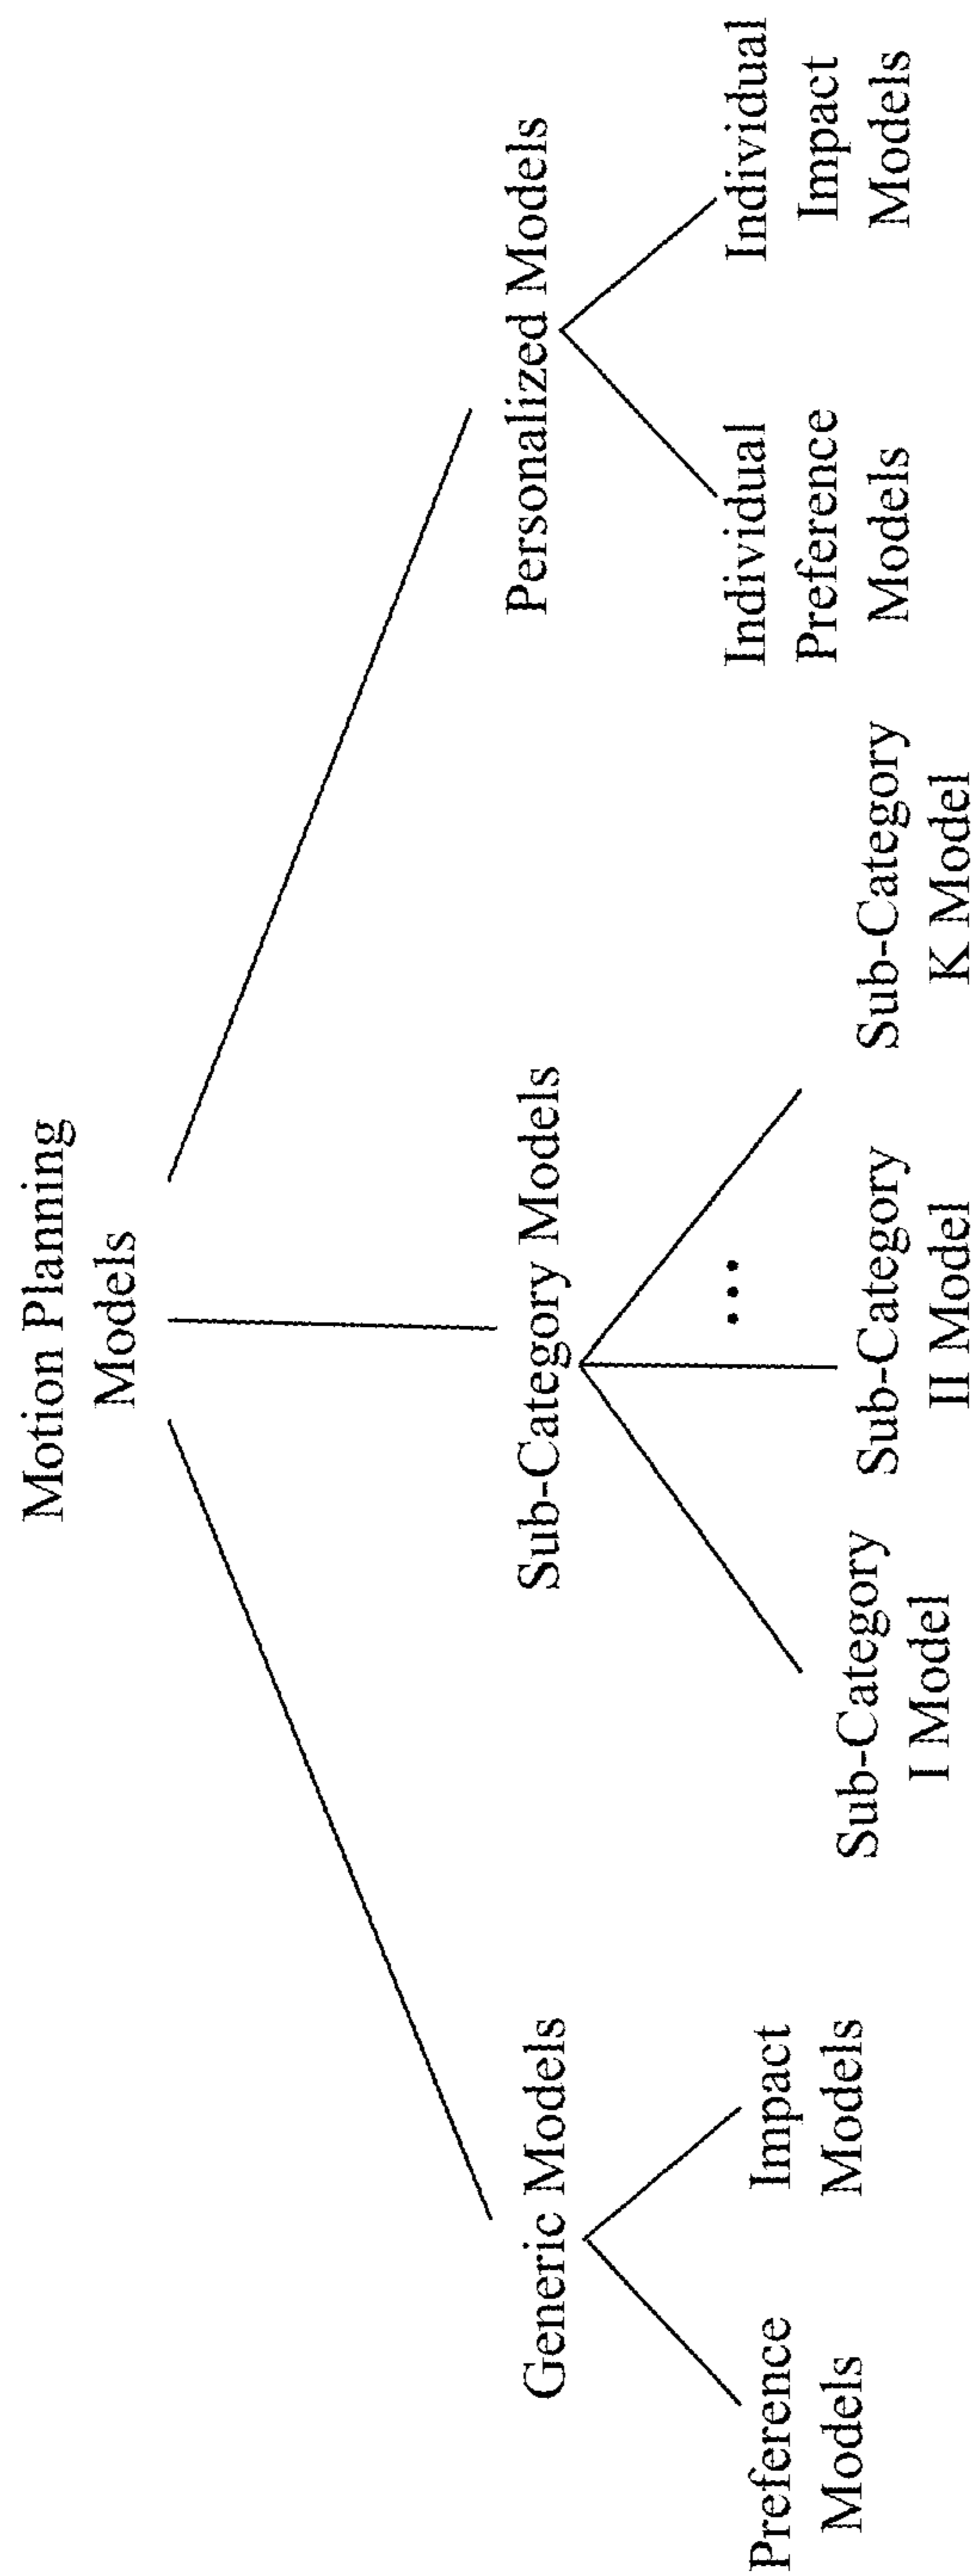 Motion Planning
Models
Generic Models
Sub-Category Models
Personalized Models
Preference
Models
Impact
Models
Sub-Category
I Model
Sub-Category
II Model
...
Sub-Category
K Model
Individual
Preference
Models
Individual
Impact
Models